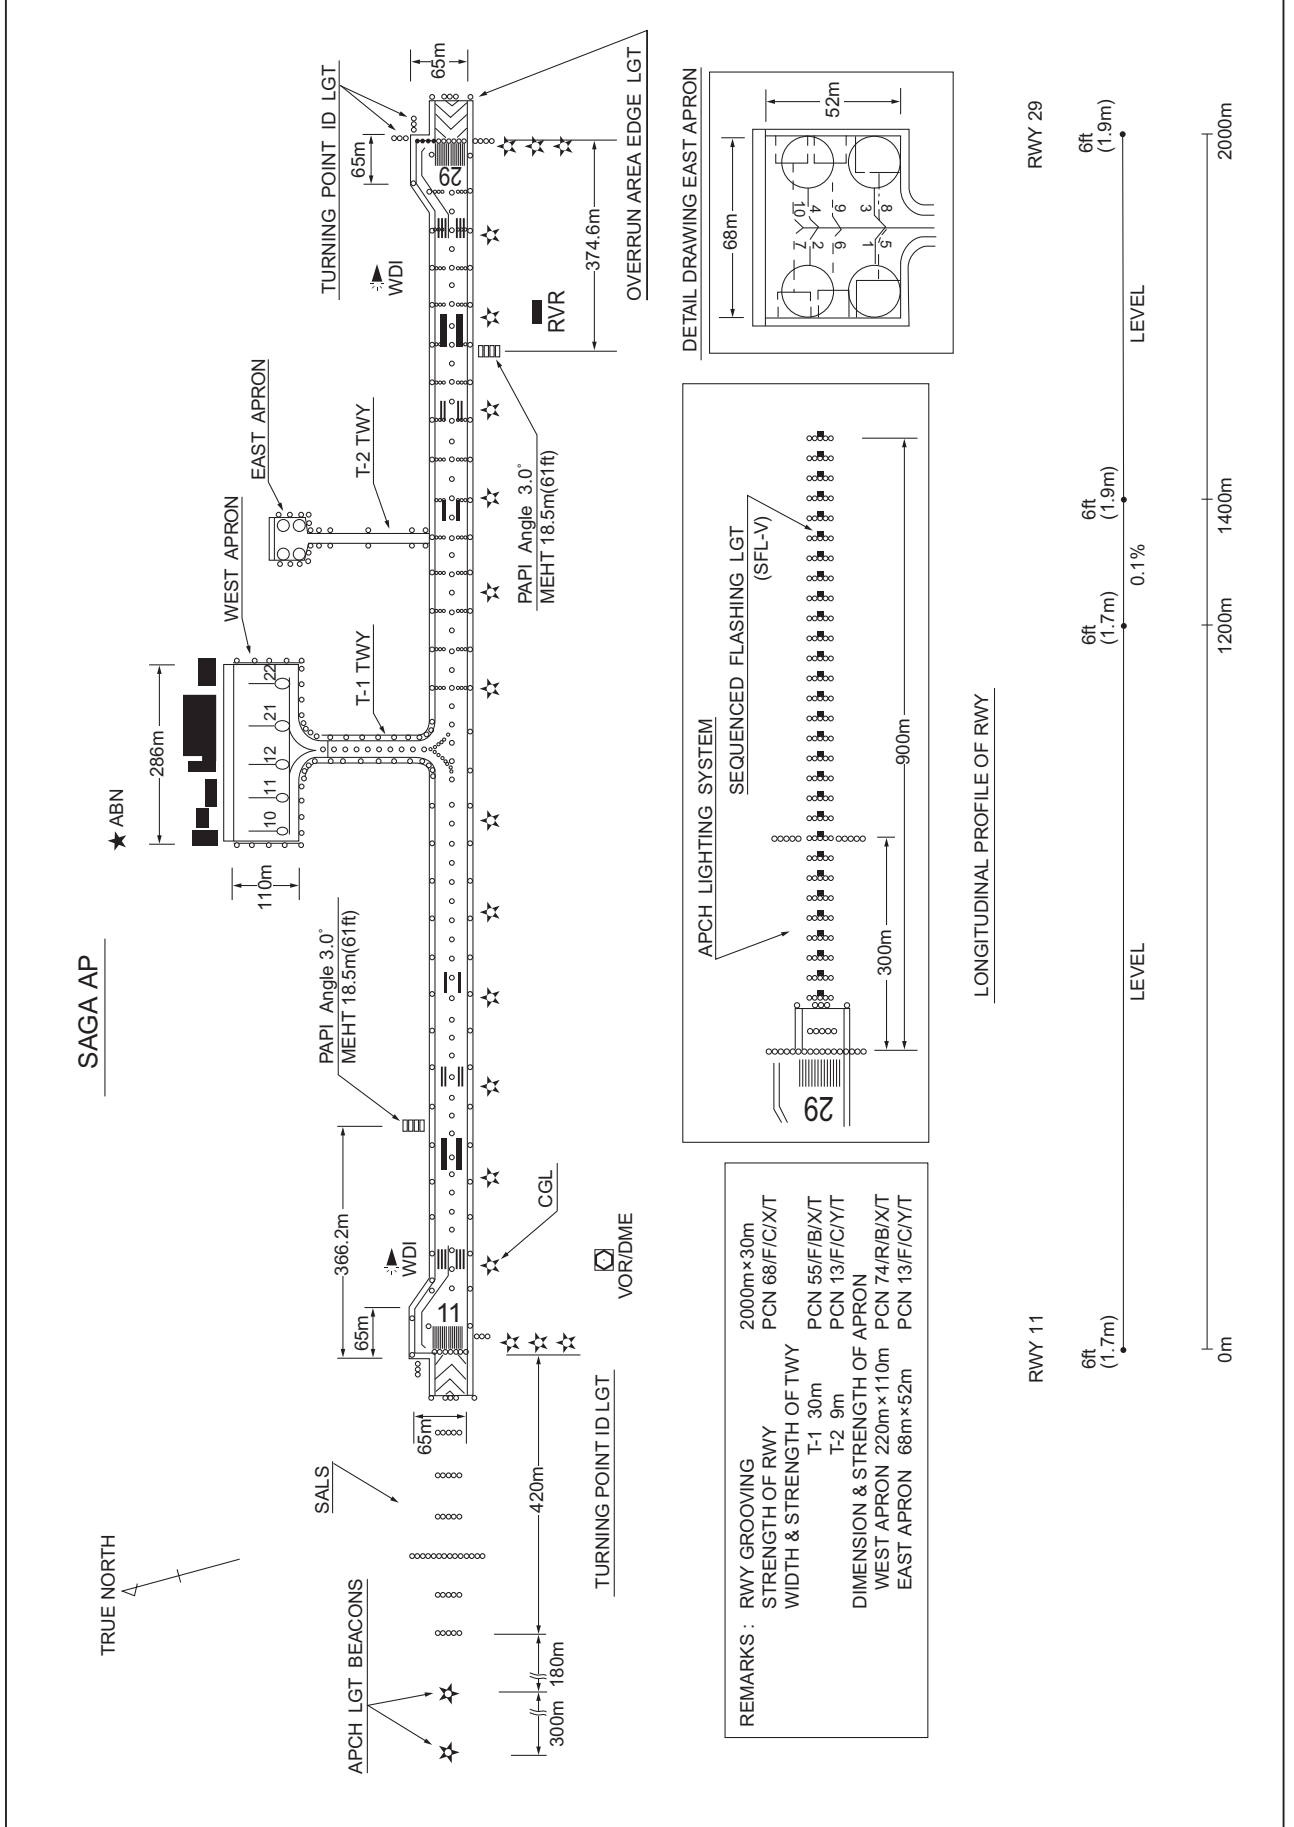 SAGA AP
TRUE NORTH
ABN
286m
110m
10
11
12
21
22
WEST APRON
EAST APRON
T-1 TWY
T-2 TWY
TURNING POINT ID LGT
65m
65m
WDI
SALS
APCH LGT BEACONS
PAPI Angle 3.0°
MEHT 18.5m(61ft)
366.2m
65m
WDI
65m
11
29
CGL
VOR/DME
420m
300m
180m
TURNING POINT ID LGT
PAPI Angle 3.0°
MEHT 18.5m(61ft)
RVR
374.6m
OVERRUN AREA EDGE LGT
REMARKS : RWY GROOVING 2000m×30m
STRENGTH OF RWY PCN 68/F/C/X/T
WIDTH & STRENGTH OF TWY
T-1 30m PCN 55/F/B/X/T
T-2 9m PCN 13/F/C/Y/T
DIMENSION & STRENGTH OF APRON
WEST APRON 220m×110m PCN 74/R/B/X/T
EAST APRON 68m×52m PCN 13/F/C/Y/T
APCH LIGHTING SYSTEM
SEQUENCED FLASHING LGT
(SFL-V)
29
300m
900m
DETAIL DRAWING EAST APRON
68m
52m
10
4
9
3
8
7
2
6
1
5
LONGITUDINAL PROFILE OF RWY
RWY 11
RWY 29
6ft
(1.7m)
6ft
(1.7m)
6ft
(1.9m)
6ft
(1.9m)
LEVEL
0.1%
LEVEL
0m
1200m
1400m
2000m